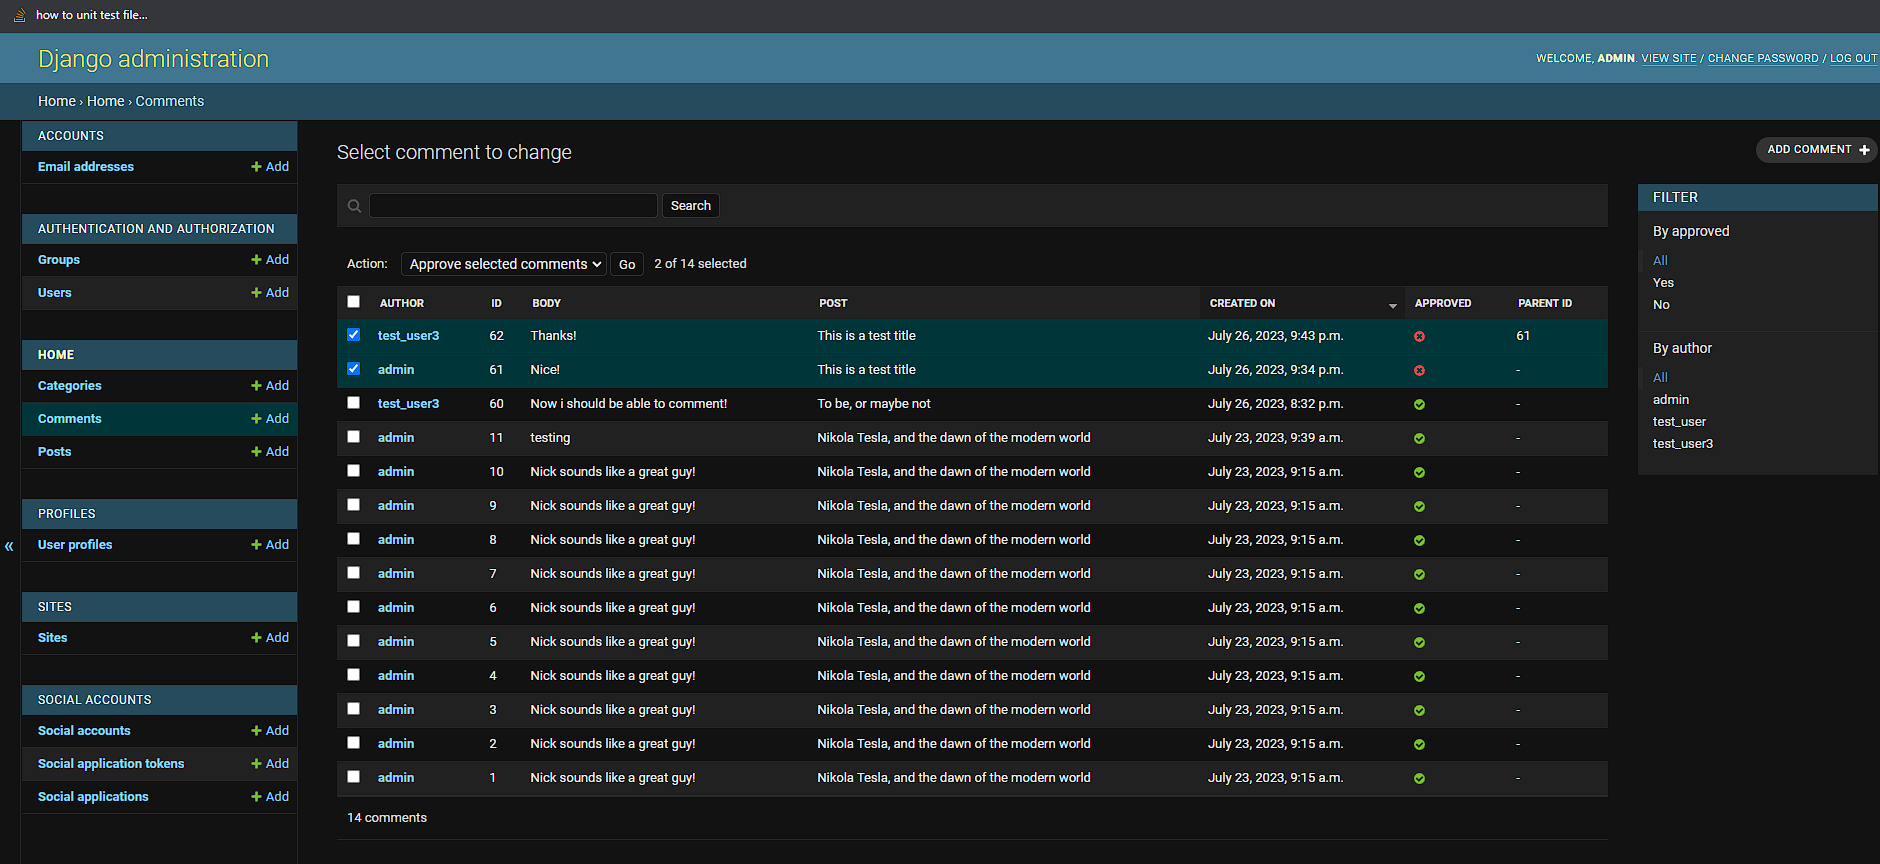 how to unit test file...
Django administration
WELCOME, ADMIN. VIEW SITE / CHANGE PASSWORD / LOG OUT
Home › Home › Comments
ACCOUNTS
Email addresses + Add
AUTHENTICATION AND AUTHORIZATION
Groups + Add
Users + Add
HOME
Categories + Add
Comments + Add
Posts + Add
PROFILES
User profiles + Add
SITES
Sites + Add
SOCIAL ACCOUNTS
Social accounts + Add
Social application tokens + Add
Social applications + Add
«
Select comment to change
ADD COMMENT +
Search
Action: Approve selected comments Go 2 of 14 selected
AUTHOR ID BODY POST CREATED ON APPROVED PARENT ID
test_user3 62 Thanks! This is a test title July 26, 2023, 9:43 p.m. 61
admin 61 Nice! This is a test title July 26, 2023, 9:34 p.m. -
test_user3 60 Now i should be able to comment! To be, or maybe not July 26, 2023, 8:32 p.m. -
admin 11 testing Nikola Tesla, and the dawn of the modern world July 23, 2023, 9:39 a.m. -
admin 10 Nick sounds like a great guy! Nikola Tesla, and the dawn of the modern world July 23, 2023, 9:15 a.m. -
admin 9 Nick sounds like a great guy! Nikola Tesla, and the dawn of the modern world July 23, 2023, 9:15 a.m. -
admin 8 Nick sounds like a great guy! Nikola Tesla, and the dawn of the modern world July 23, 2023, 9:15 a.m. -
admin 7 Nick sounds like a great guy! Nikola Tesla, and the dawn of the modern world July 23, 2023, 9:15 a.m. -
admin 6 Nick sounds like a great guy! Nikola Tesla, and the dawn of the modern world July 23, 2023, 9:15 a.m. -
admin 5 Nick sounds like a great guy! Nikola Tesla, and the dawn of the modern world July 23, 2023, 9:15 a.m. -
admin 4 Nick sounds like a great guy! Nikola Tesla, and the dawn of the modern world July 23, 2023, 9:15 a.m. -
admin 3 Nick sounds like a great guy! Nikola Tesla, and the dawn of the modern world July 23, 2023, 9:15 a.m. -
admin 2 Nick sounds like a great guy! Nikola Tesla, and the dawn of the modern world July 23, 2023, 9:15 a.m. -
admin 1 Nick sounds like a great guy! Nikola Tesla, and the dawn of the modern world July 23, 2023, 9:15 a.m. -
14 comments
FILTER
By approved
All
Yes
No
By author
All
admin
test_user
test_user3